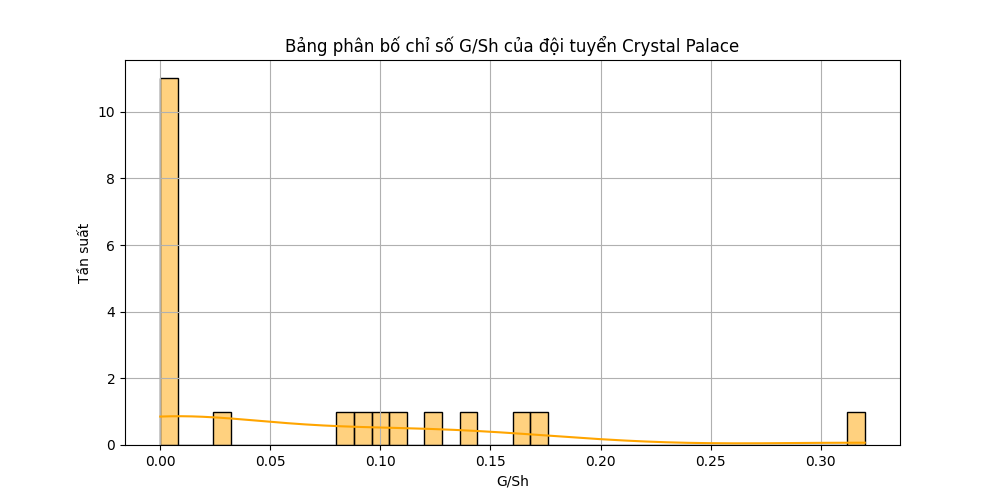 Bảng phân bố chỉ số G/Sh của đội tuyển Crystal Palace
Tần suất
10
8
6
4
2
0
0.00 0.05 0.10 0.15 0.20 0.25 0.30
G/Sh